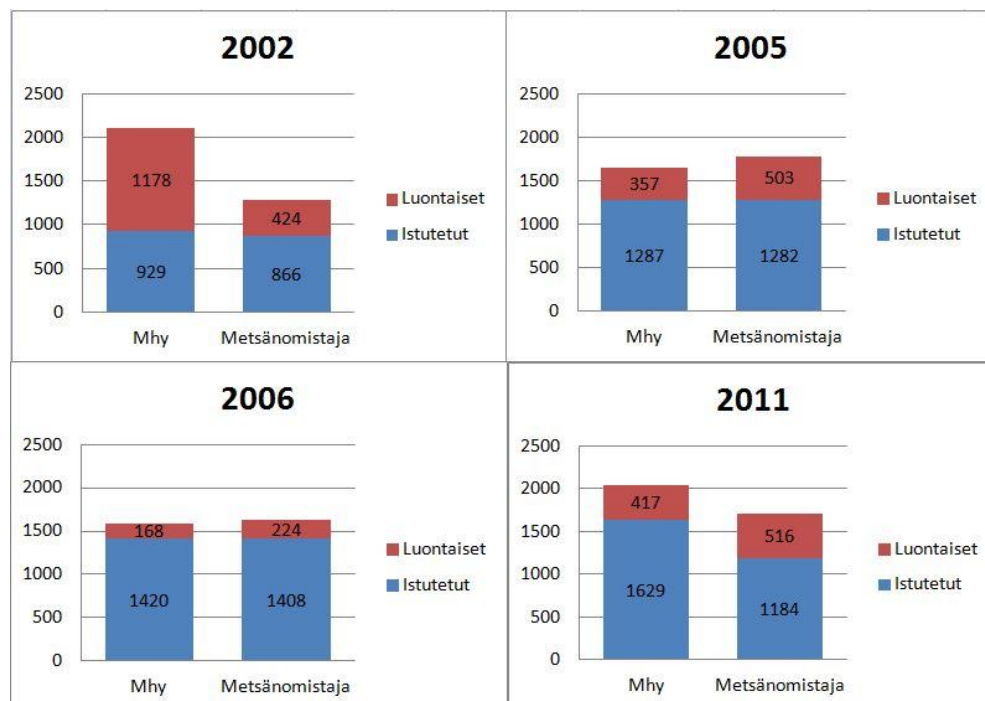 2002
2500
2000
1500
1000
500
0
1178
929
424
866
Mhy
Metsänomistaja
Luontaiset
Istutetut
2005
2500
2000
1500
1000
500
0
357
1287
503
1282
Mhy
Metsänomistaja
Luontaiset
Istutetut
2006
2500
2000
1500
1000
500
0
168
1420
224
1408
Mhy
Metsänomistaja
Luontaiset
Istutetut
2011
2500
2000
1500
1000
500
0
417
1629
516
1184
Mhy
Metsänomistaja
Luontaiset
Istutetut